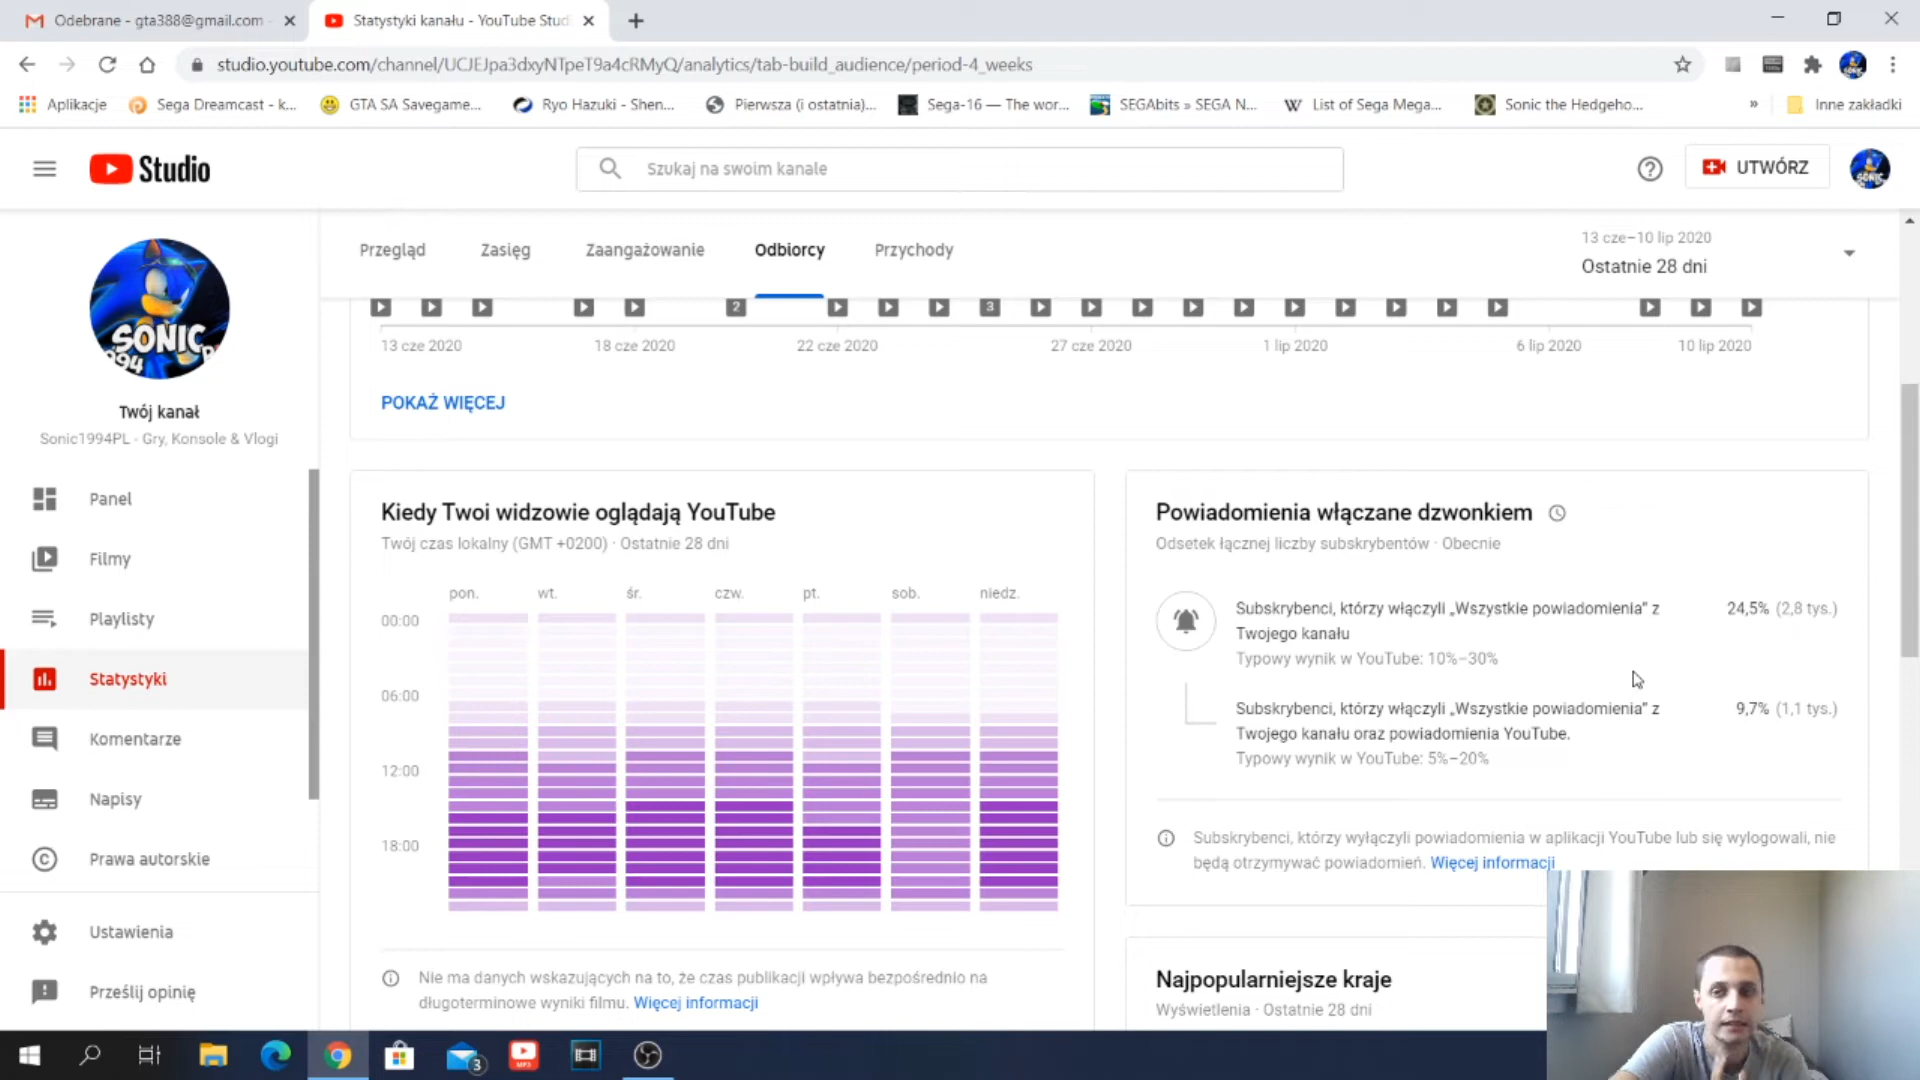 Odebrane - gta388@gmail.com -
Statystyki kanału - YouTube Stud
studio.youtube.com/channel/UCJEJpa3dxyNTpeT9a4cRMyQ/analytics/tab-build_audience/period-4_weeks
Aplikacje
Sega Dreamcast - k...
GTA SA Savegame...
Ryo Hazuki - Shen...
Pierwsza (i ostatnia)...
Sega-16 — The wor...
SEGAbits » SEGA N...
List of Sega Mega...
Sonic the Hedgeho...
»
Inne zakładki
Studio
Szukaj na swoim kanale
UTWÓRZ
Przegląd
Zasięg
Zaangażowanie
Odbiorcy
Przychody
13 cze–10 lip 2020
Ostatnie 28 dni
SONIC
Twój kanał
Sonic1994PL - Gry, Konsole & Vlogi
Panel
Filmy
Playlisty
Statystyki
Komentarze
Napisy
Prawa autorskie
Ustawienia
Prześlij opinię
2
3
13 cze 2020
18 cze 2020
22 cze 2020
27 cze 2020
1 lip 2020
6 lip 2020
10 lip 2020
POKAŻ WIĘCEJ
Kiedy Twoi widzowie oglądają YouTube
Twój czas lokalny (GMT +0200) · Ostatnie 28 dni
pon. wt. śr. czw. pt. sob. niedz.
00:00
06:00
12:00
18:00
Nie ma danych wskazujących na to, że czas publikacji wpływa bezpośrednio na
długoterminowe wyniki filmu. Więcej informacji
Powiadomienia włączane dzwonkiem
Odsetek łącznej liczby subskrybentów · Obecnie
Subskrybenci, którzy włączyli „Wszystkie powiadomienia” z 24,5% (2,8 tys.)
Twojego kanału
Typowy wynik w YouTube: 10%–30%
Subskrybenci, którzy włączyli „Wszystkie powiadomienia” z 9,7% (1,1 tys.)
Twojego kanału oraz powiadomienia YouTube.
Typowy wynik w YouTube: 5%–20%
Subskrybenci, którzy wyłączyli powiadomienia w aplikacji YouTube lub się wylogowali, nie
będą otrzymywać powiadomień. Więcej informacji
Najpopularniejsze kraje
Wyświetlenia · Ostatnie 28 dni
3